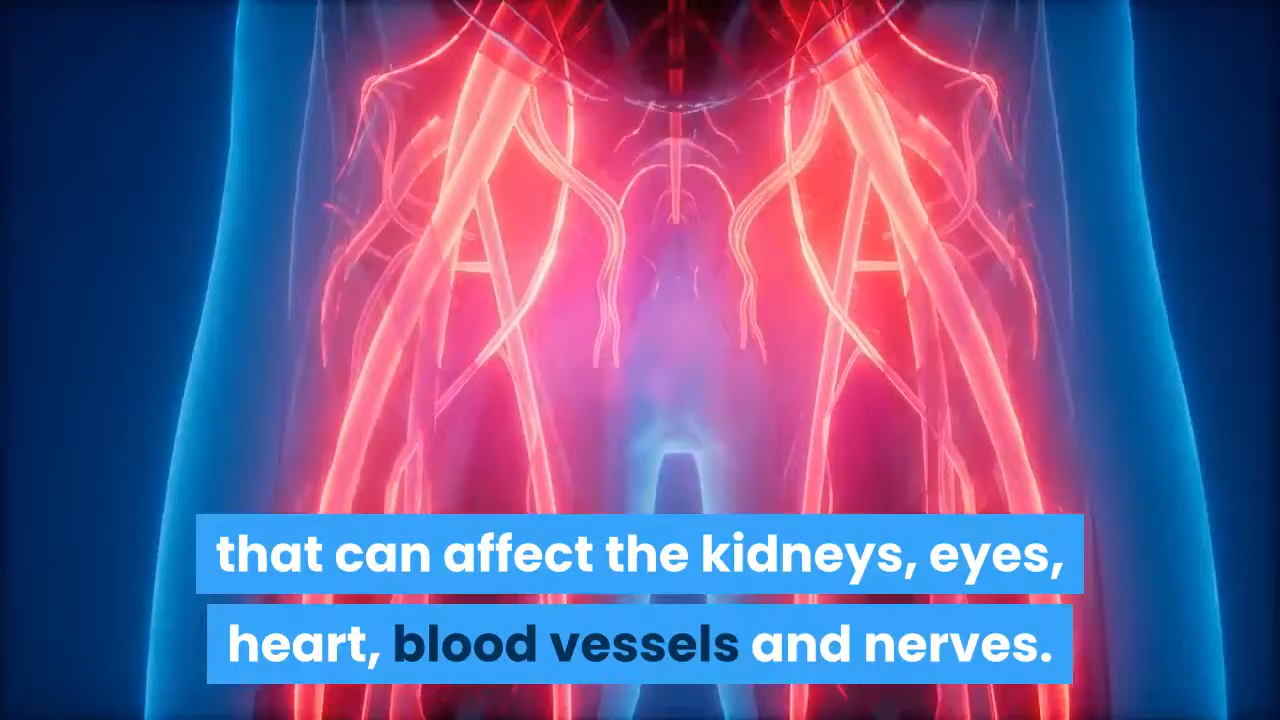 that can affect the kidneys, eyes,
heart, blood vessels and nerves.